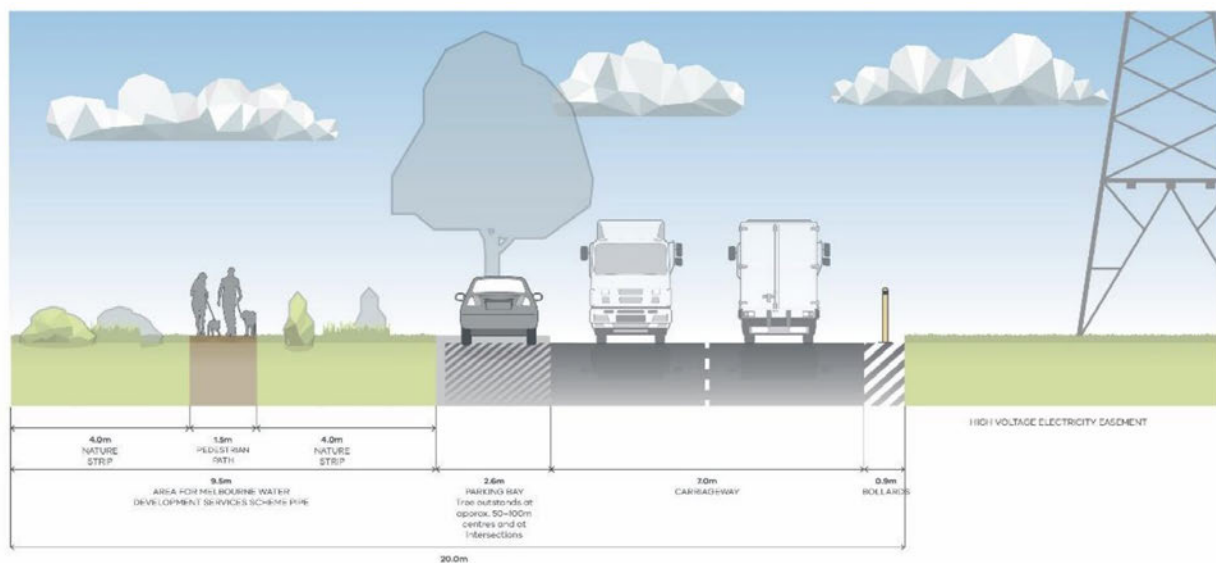 HIGH VOLTAGE ELECTRICITY EASEMENT
4.0m
NATURE
STRIP
1.5m
PEDESTRIAN
PATH
4.0m
NATURE
STRIP
9.5m
AREA FOR MELBOURNE WATER
DEVELOPMENT SERVICES SCHEME PIPE
2.6m
PARKING BAY
Tree outstands at
approx. 50-100m
centres and at
intersections
7.0m
CARRIAGEWAY
0.9m
BOLLARDS
20.0m